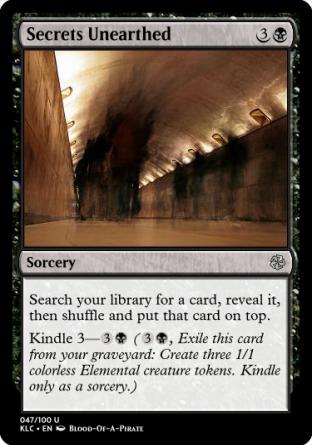 Secrets Unearthed 3
Sorcery
Search your library for a card, reveal it,
then shuffle and put that card on top.
Kindle 3—3 ( 3 , Exile this card
from your graveyard: Create three 1/1
colorless Elemental creature tokens. Kindle
only as a sorcery.)
047/100 U
KLC • EN Blood-Of-A-Pirate